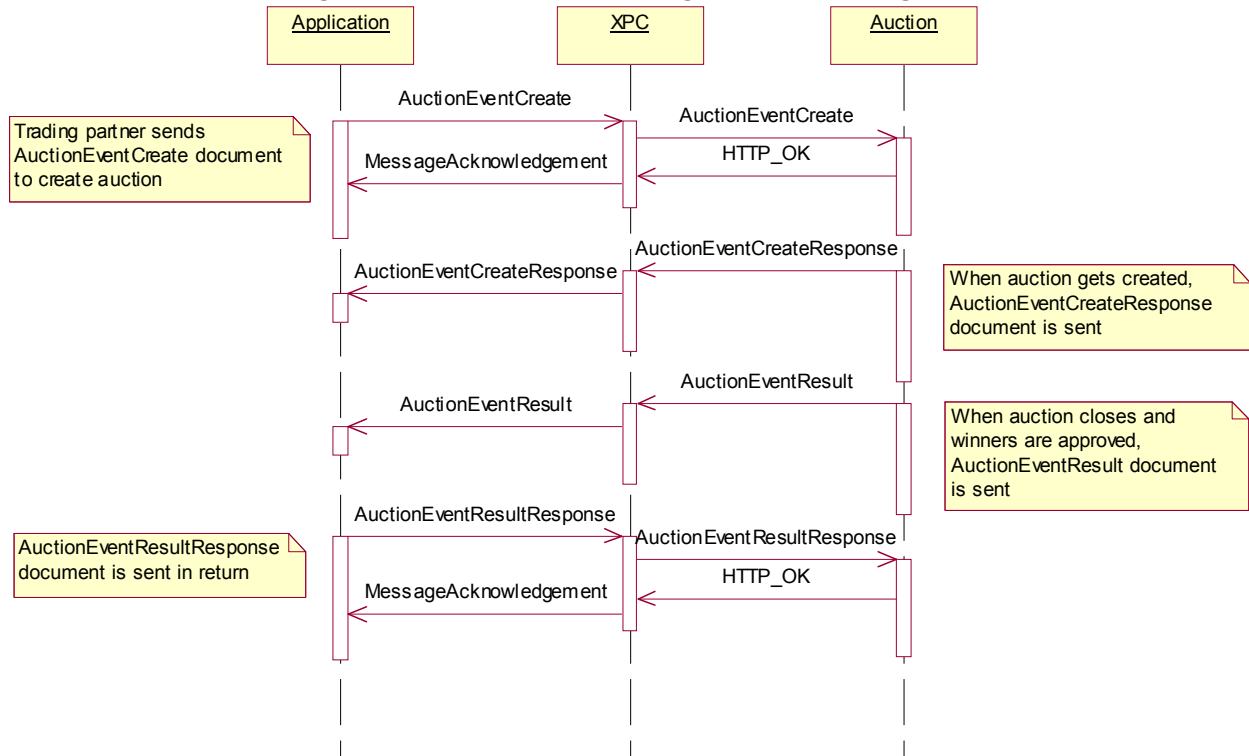 Application
XPC
Auction
AuctionEventCreate
AuctionEventCreate
Trading partner sends
AuctionEventCreate document
to create auction
HTTP_OK
MessageAcknowledgement
AuctionEventCreateResponse
AuctionEventCreateResponse
When auction gets created,
AuctionEventCreateResponse
document is sent
AuctionEventResult
AuctionEventResult
When auction closes and
winners are approved,
AuctionEventResult document
is sent
AuctionEventResultResponse
AuctionEventResultResponse
AuctionEventResultResponse
document is sent in return
HTTP_OK
MessageAcknowledgement